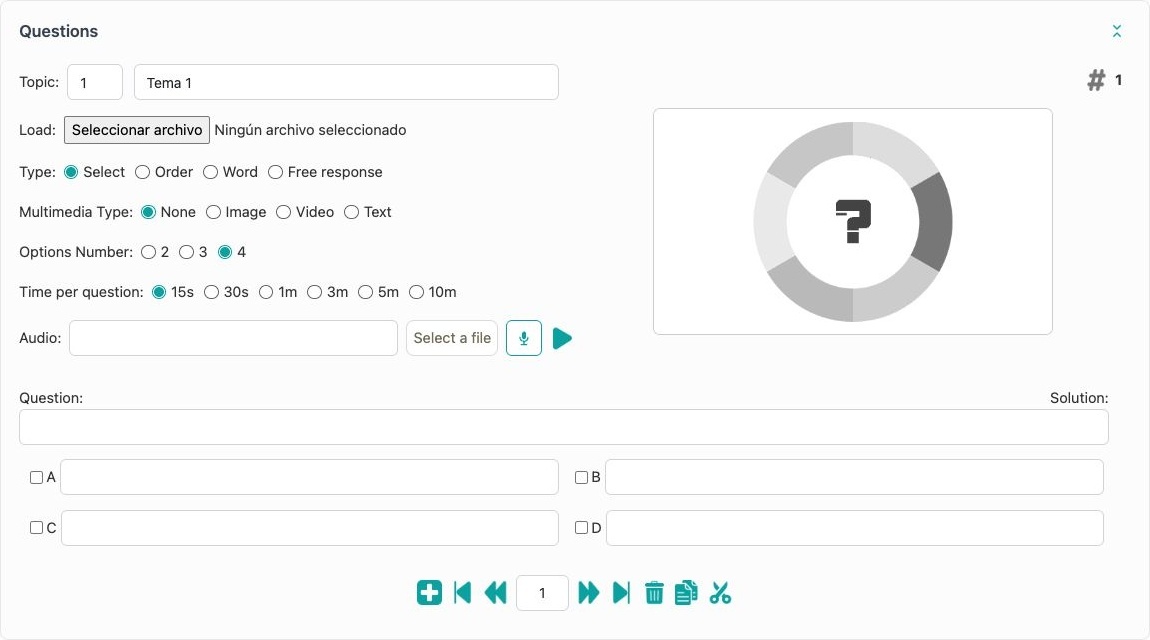 Questions
Topic: 1 Tema 1
# 1
Load: Seleccionar archivo Ningún archivo seleccionado
Type: Select Order Word Free response
Multimedia Type: None Image Video Text
Options Number: 2 3 4
Time per question: 15s 30s 1m 3m 5m 10m
?
Audio: Select a file
Question: Solution:
A B
C D
1